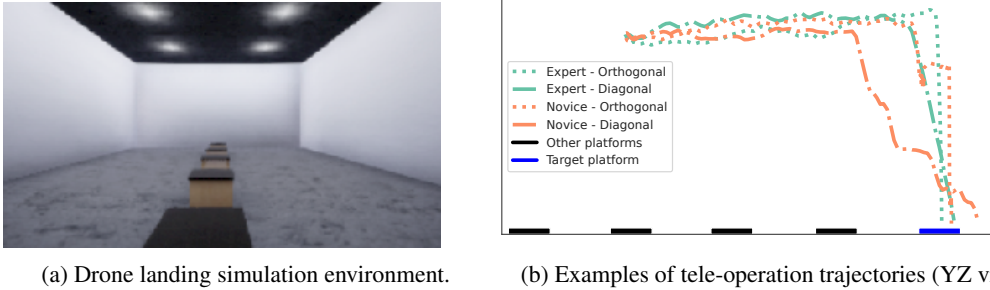 Expert - Orthogonal
Expert - Diagonal
Novice - Orthogonal
Novice - Diagonal
Other platforms
Target platform
(a) Drone landing simulation environment.
(b) Examples of tele-operation trajectories (YZ v